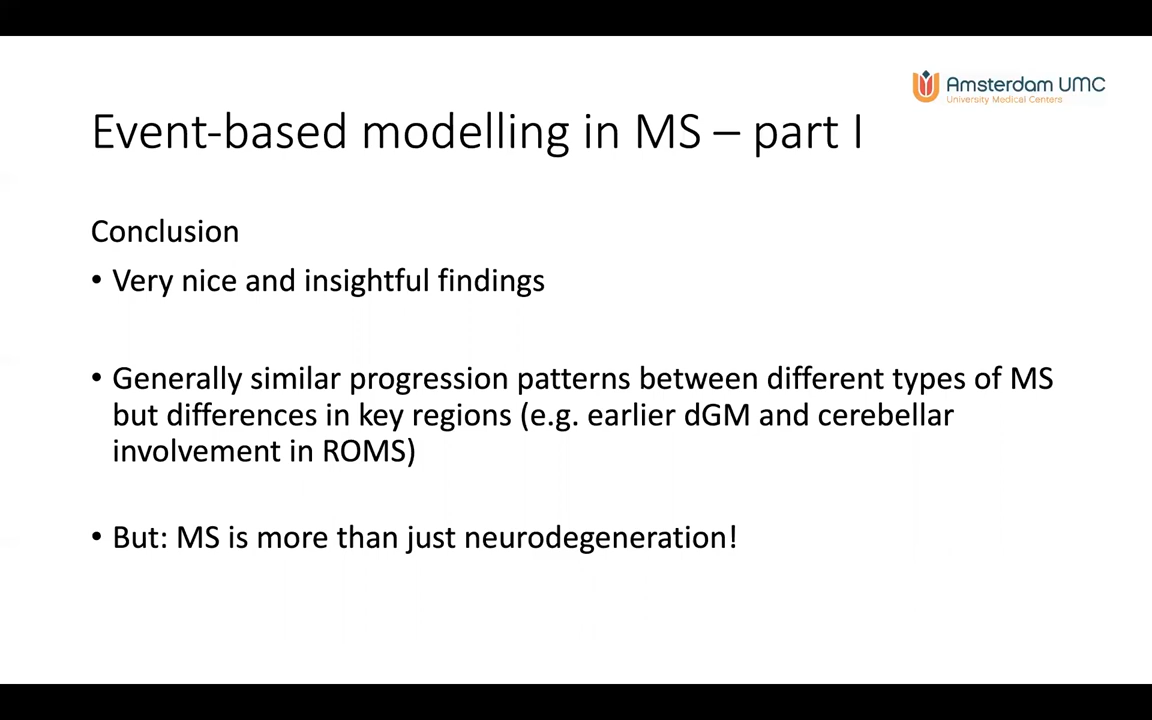 Amsterdam UMC
University Medical Centers
Event-based modelling in MS – part I
Conclusion
• Very nice and insightful findings
• Generally similar progression patterns between different types of MS
but differences in key regions (e.g. earlier dGM and cerebellar
involvement in ROMS)
• But: MS is more than just neurodegeneration!